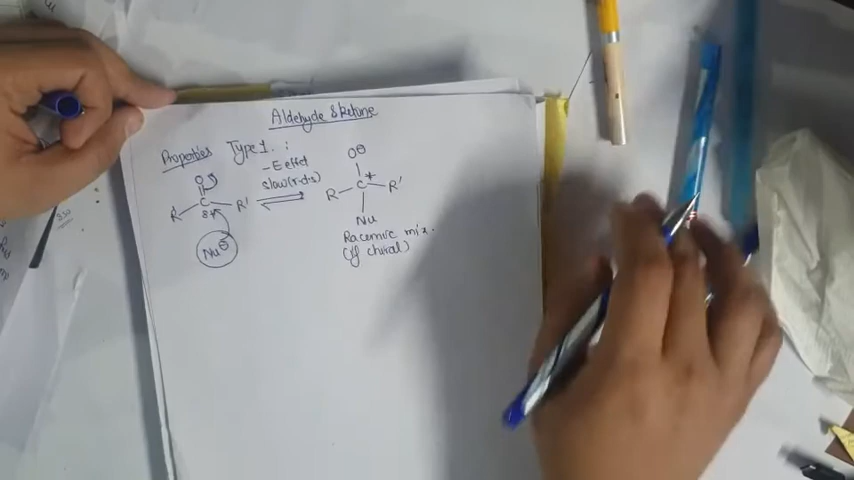 Aldehyde & ketone
Properties Type 1. :
-E effect
slow(r.d.s)
O
C
R R'
δ+
Nu⊖
O⊖
R-C*-R'
Nu
Racemic mix.
(if chiral)